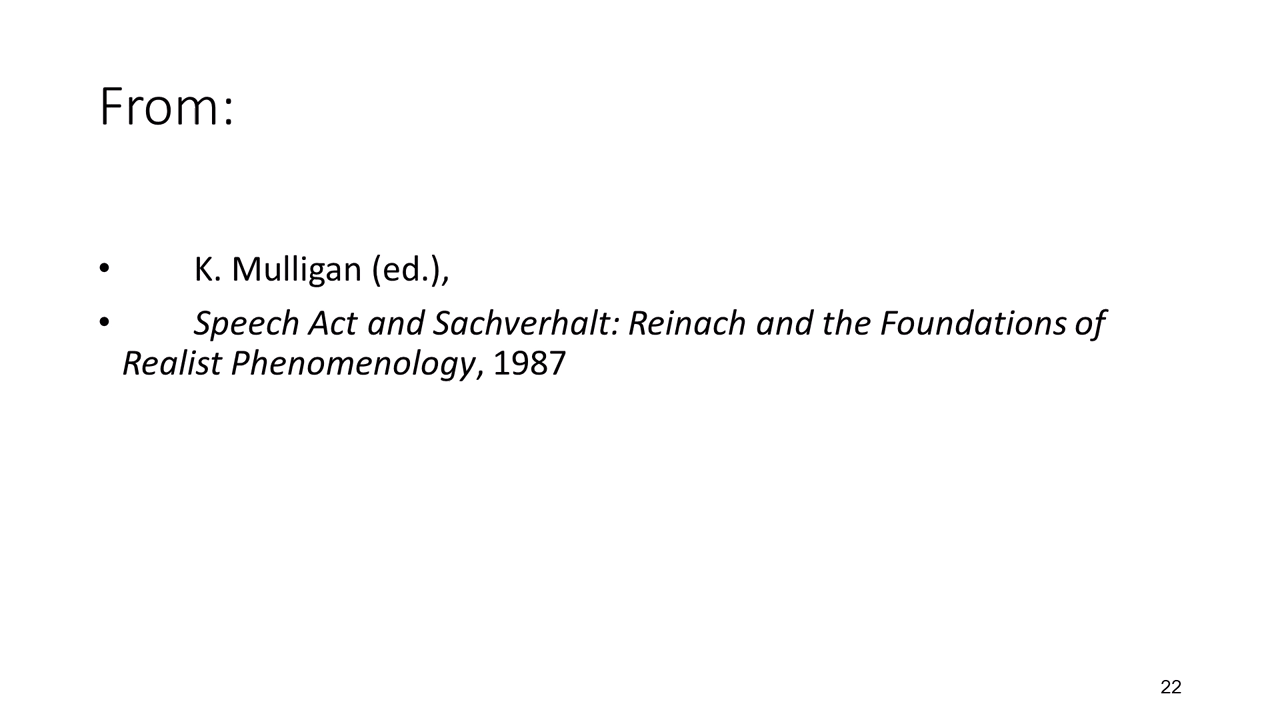 From:
• K. Mulligan (ed.),
• Speech Act and Sachverhalt: Reinach and the Foundations of
Realist Phenomenology, 1987
22